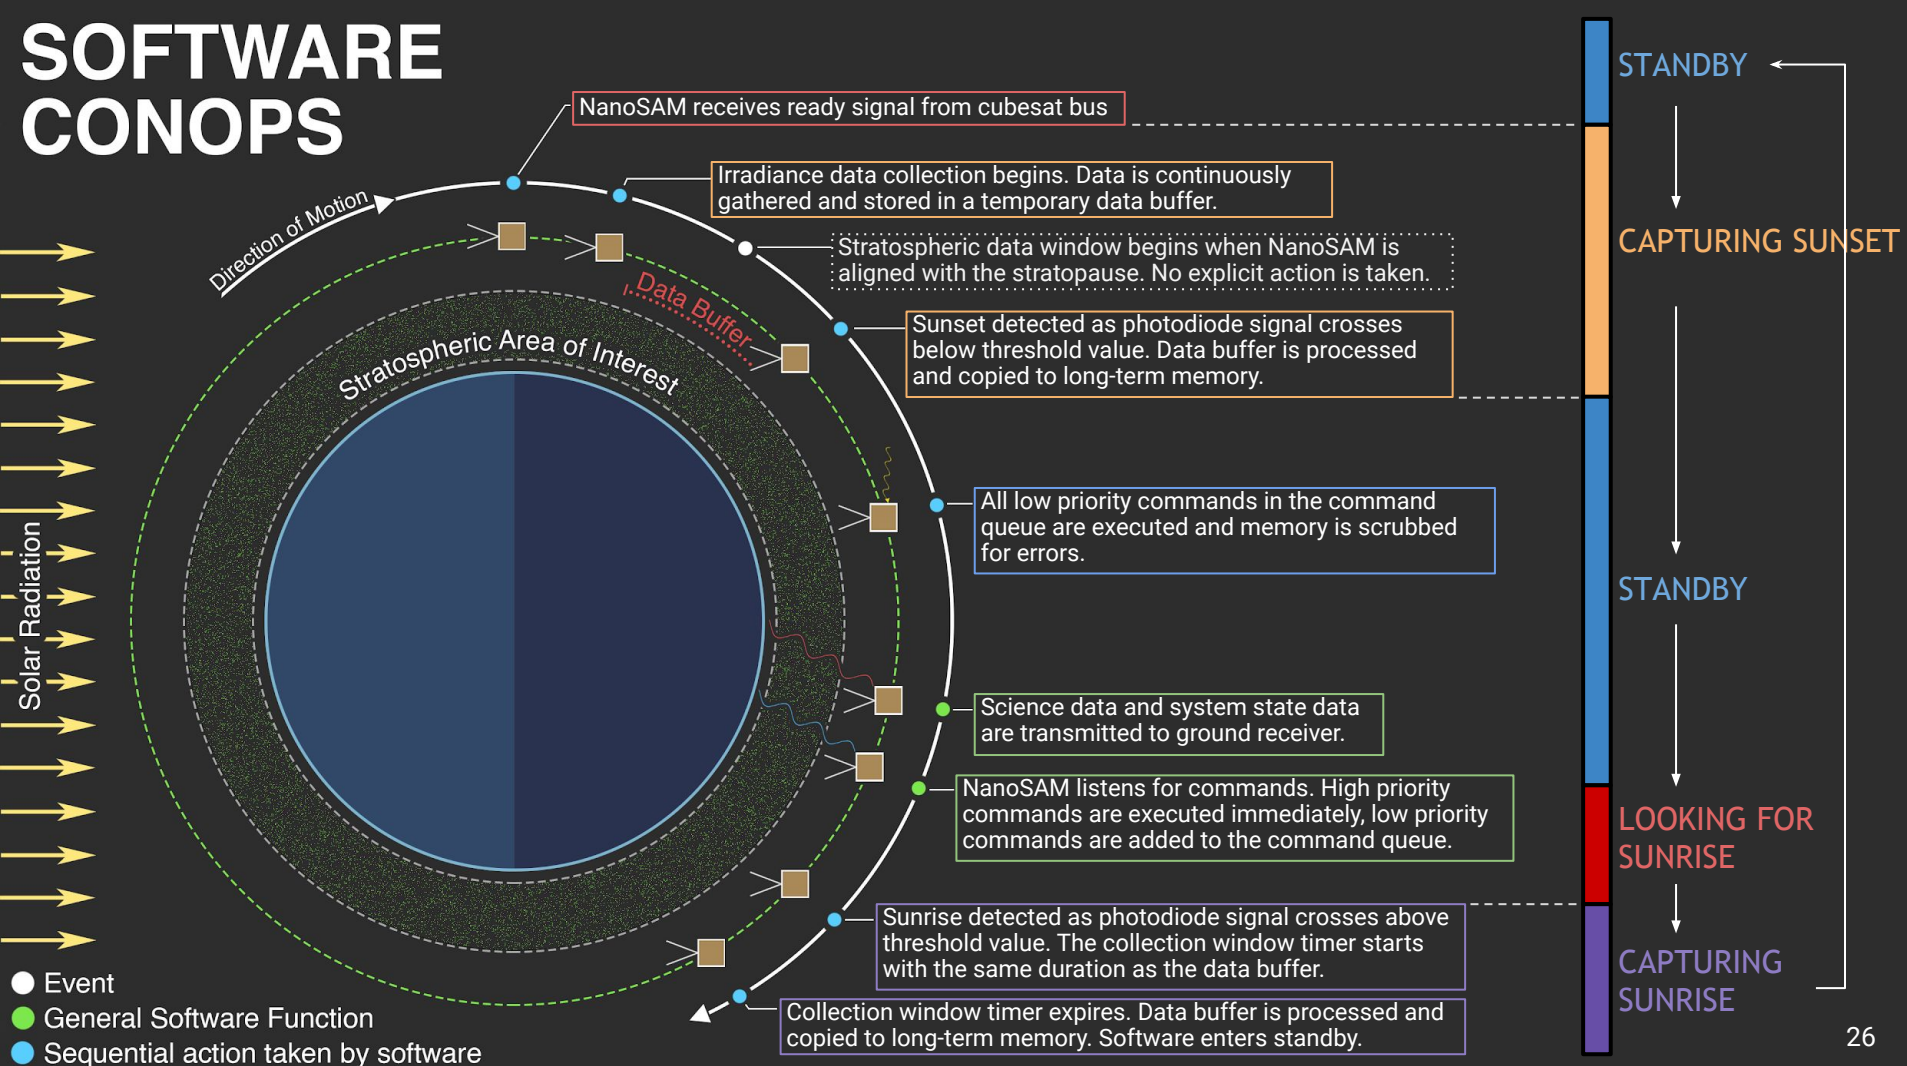 SOFTWARE
CONOPS
NanoSAM receives ready signal from cubesat bus
Irradiance data collection begins. Data is continuously
gathered and stored in a temporary data buffer.
Stratospheric data window begins when NanoSAM is
aligned with the stratopause. No explicit action is taken.
Sunset detected as photodiode signal crosses
below threshold value. Data buffer is processed
and copied to long-term memory.
All low priority commands in the command
queue are executed and memory is scrubbed
for errors.
Science data and system state data
are transmitted to ground receiver.
NanoSAM listens for commands. High priority
commands are executed immediately, low priority
commands are added to the command queue.
Sunrise detected as photodiode signal crosses above
threshold value. The collection window timer starts
with the same duration as the data buffer.
Collection window timer expires. Data buffer is processed and
copied to long-term memory. Software enters standby.
Direction of Motion
Data Buffer
Stratospheric Area of Interest
Solar Radiation
Event
General Software Function
Sequential action taken by software
STANDBY
CAPTURING SUNSET
STANDBY
LOOKING FOR
SUNRISE
CAPTURING
SUNRISE
26